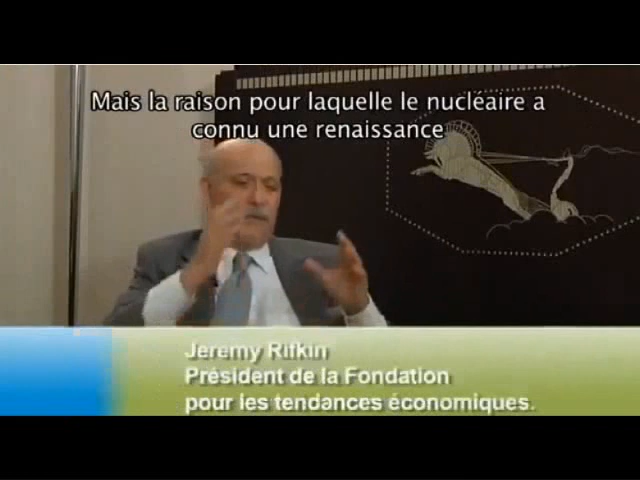 Mais la raison pour laquelle le nucléaire a
connu une renaissance
Jeremy Rifkin
Président de la Fondation
pour les tendances économiques.